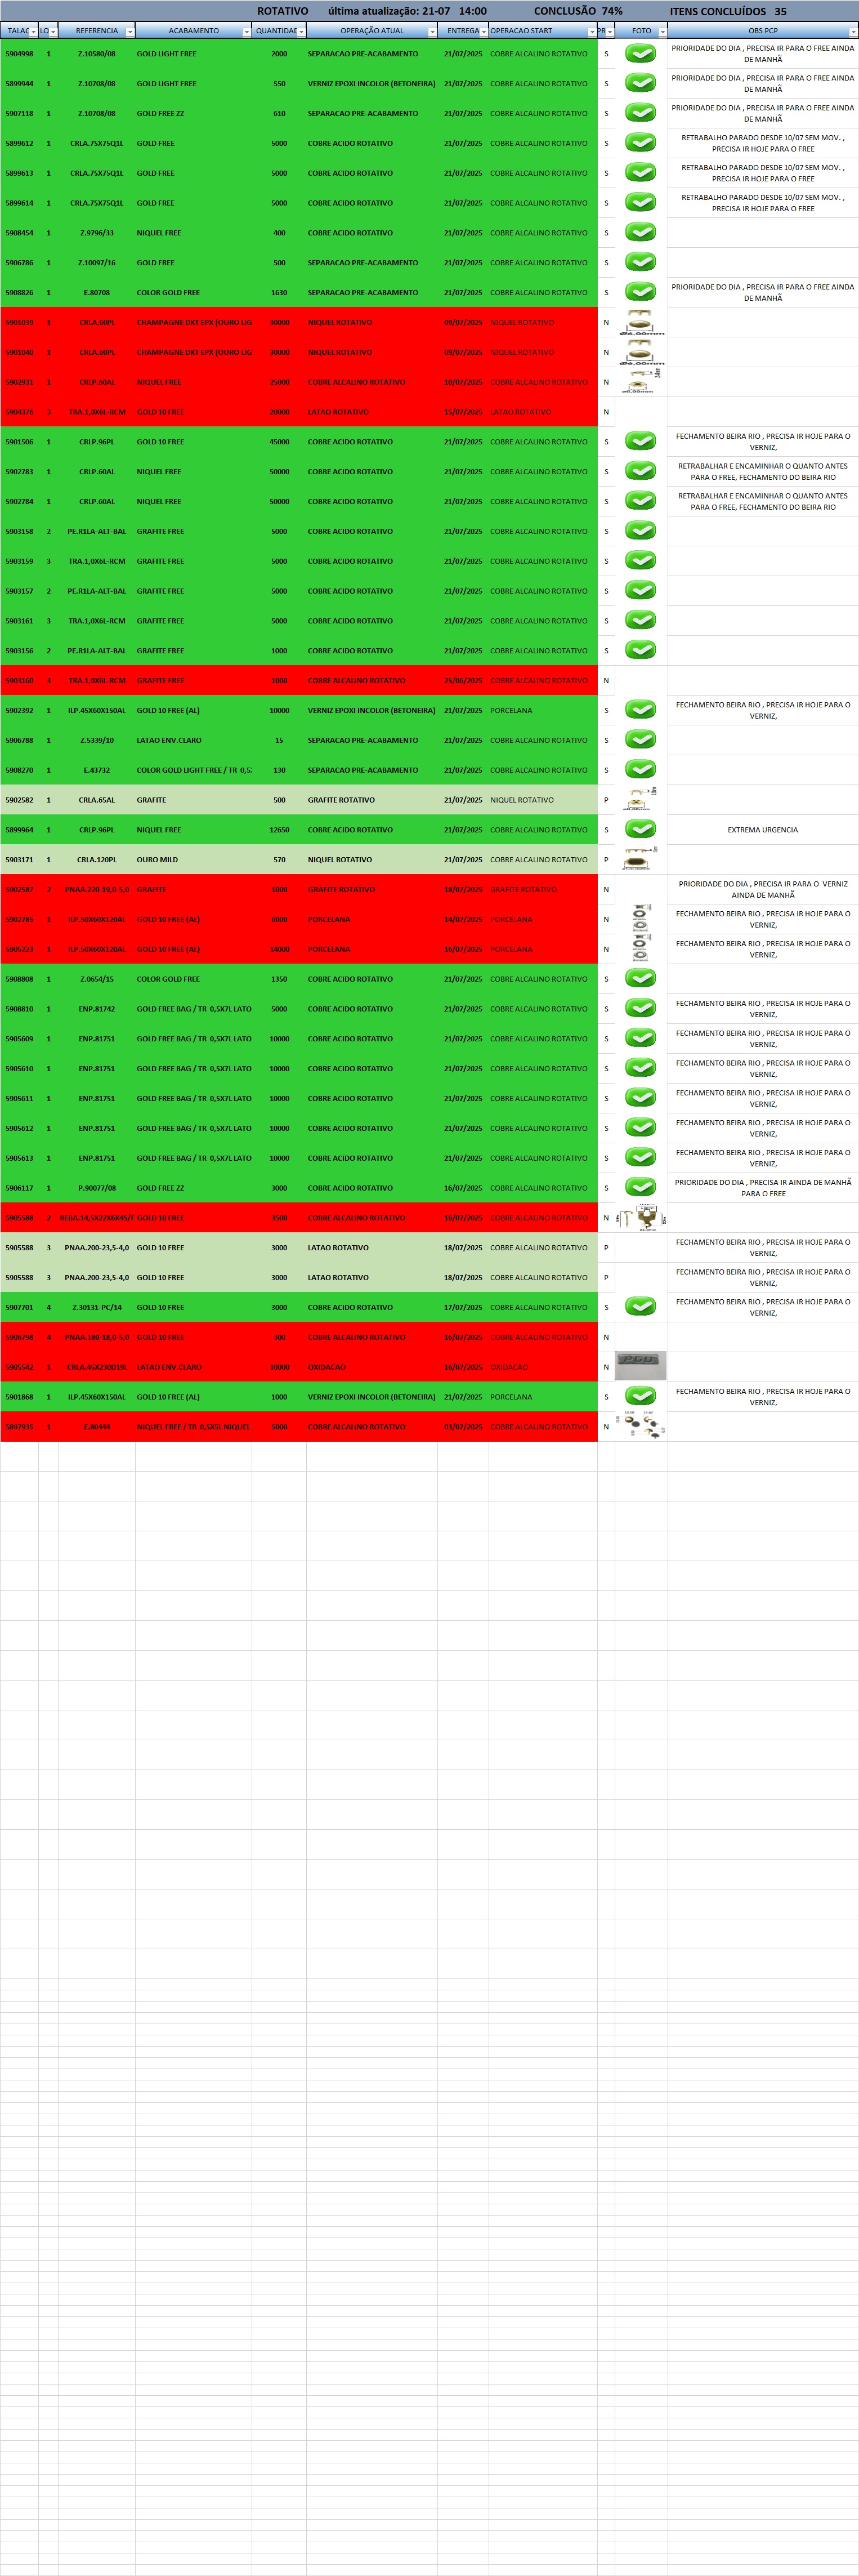 ROTATIVO última atualização: 21-07 14:00 CONCLUSÃO 74% ITENS CONCLUÍDOS 35
TALAC LO REFERENCIA ACABAMENTO QUANTIDAD OPERAÇÃO ATUAL ENTREGA OPERACAO START PR FOTO OBS PCP
5904998 1 Z.10580/08 GOLD LIGHT FREE 2000 SEPARACAO PRE-ACABAMENTO 21/07/2025 COBRE ALCALINO ROTATIVO S PRIORIDADE DO DIA , PRECISA IR PARA O FREE AINDA
DE MANHÃ
5899944 1 Z.10708/08 GOLD LIGHT FREE 550 VERNIZ EPOXI INCOLOR (BETONEIRA) 21/07/2025 COBRE ALCALINO ROTATIVO S PRIORIDADE DO DIA , PRECISA IR PARA O FREE AINDA
DE MANHÃ
5907118 1 Z.10708/08 GOLD FREE ZZ 610 SEPARACAO PRE-ACABAMENTO 21/07/2025 COBRE ALCALINO ROTATIVO S PRIORIDADE DO DIA , PRECISA IR PARA O FREE AINDA
DE MANHÃ
5899612 1 CRLA.75X75Q1L GOLD FREE 5000 COBRE ACIDO ROTATIVO 21/07/2025 COBRE ALCALINO ROTATIVO S RETRABALHO PARADO DESDE 10/07 SEM MOV. ,
PRECISA IR HOJE PARA O FREE
5899613 1 CRLA.75X75Q1L GOLD FREE 5000 COBRE ACIDO ROTATIVO 21/07/2025 COBRE ALCALINO ROTATIVO S RETRABALHO PARADO DESDE 10/07 SEM MOV. ,
PRECISA IR HOJE PARA O FREE
5899614 1 CRLA.75X75Q1L GOLD FREE 5000 COBRE ACIDO ROTATIVO 21/07/2025 COBRE ALCALINO ROTATIVO S RETRABALHO PARADO DESDE 10/07 SEM MOV. ,
PRECISA IR HOJE PARA O FREE
5908454 1 Z.9796/33 NIQUEL FREE 400 COBRE ACIDO ROTATIVO 21/07/2025 COBRE ALCALINO ROTATIVO S
5906786 1 Z.10097/16 GOLD FREE 500 SEPARACAO PRE-ACABAMENTO 21/07/2025 COBRE ALCALINO ROTATIVO S
5908826 1 E.80708 COLOR GOLD FREE 1630 SEPARACAO PRE-ACABAMENTO 21/07/2025 COBRE ALCALINO ROTATIVO S PRIORIDADE DO DIA , PRECISA IR PARA O FREE AINDA
DE MANHÃ
5901039 1 CRLA.60PL CHAMPAGNE DKT EPX (OURO LIG 30000 NIQUEL ROTATIVO 09/07/2025 NIQUEL ROTATIVO N
5901040 1 CRLA.60PL CHAMPAGNE DKT EPX (OURO LIG 30000 NIQUEL ROTATIVO 09/07/2025 NIQUEL ROTATIVO N
5902931 1 CRLP.60AL NIQUEL FREE 25000 COBRE ALCALINO ROTATIVO 10/07/2025 COBRE ALCALINO ROTATIVO N
5904376 3 TRA.1,0X6L-RCM GOLD 10 FREE 20000 LATAO ROTATIVO 15/07/2025 LATAO ROTATIVO N
5901506 1 CRLP.96PL GOLD 10 FREE 45000 COBRE ACIDO ROTATIVO 21/07/2025 COBRE ALCALINO ROTATIVO S FECHAMENTO BEIRA RIO , PRECISA IR HOJE PARA O
VERNIZ,
5902783 1 CRLP.60AL NIQUEL FREE 50000 COBRE ACIDO ROTATIVO 21/07/2025 COBRE ALCALINO ROTATIVO S RETRABALHAR E ENCAMINHAR O QUANTO ANTES
PARA O FREE, FECHAMENTO DO BEIRA RIO
5902784 1 CRLP.60AL NIQUEL FREE 50000 COBRE ACIDO ROTATIVO 21/07/2025 COBRE ALCALINO ROTATIVO S RETRABALHAR E ENCAMINHAR O QUANTO ANTES
PARA O FREE, FECHAMENTO DO BEIRA RIO
5903158 2 PE.R1LA-ALT-BAL GRAFITE FREE 5000 COBRE ACIDO ROTATIVO 21/07/2025 COBRE ALCALINO ROTATIVO S
5903159 3 TRA.1,0X6L-RCM GRAFITE FREE 5000 COBRE ACIDO ROTATIVO 21/07/2025 COBRE ALCALINO ROTATIVO S
5903157 2 PE.R1LA-ALT-BAL GRAFITE FREE 5000 COBRE ACIDO ROTATIVO 21/07/2025 COBRE ALCALINO ROTATIVO S
5903161 3 TRA.1,0X6L-RCM GRAFITE FREE 5000 COBRE ACIDO ROTATIVO 21/07/2025 COBRE ALCALINO ROTATIVO S
5903156 2 PE.R1LA-ALT-BAL GRAFITE FREE 1000 COBRE ACIDO ROTATIVO 21/07/2025 COBRE ALCALINO ROTATIVO S
5903160 3 TRA.1,0X6L-RCM GRAFITE FREE 1000 COBRE ALCALINO ROTATIVO 25/06/2025 COBRE ALCALINO ROTATIVO N
5902392 1 ILP.45X60X150AL GOLD 10 FREE (AL) 10000 VERNIZ EPOXI INCOLOR (BETONEIRA) 21/07/2025 PORCELANA S FECHAMENTO BEIRA RIO , PRECISA IR HOJE PARA O
VERNIZ,
5906788 1 Z.5339/10 LATAO ENV.CLARO 15 SEPARACAO PRE-ACABAMENTO 21/07/2025 COBRE ALCALINO ROTATIVO S
5908270 1 E.43732 COLOR GOLD LIGHT FREE / TR 0,5 130 SEPARACAO PRE-ACABAMENTO 21/07/2025 COBRE ALCALINO ROTATIVO S
5902582 1 CRLA.65AL GRAFITE 500 GRAFITE ROTATIVO 21/07/2025 NIQUEL ROTATIVO P
5899964 1 CRLP.96PL NIQUEL FREE 12650 COBRE ACIDO ROTATIVO 21/07/2025 COBRE ALCALINO ROTATIVO S EXTREMA URGENCIA
5903171 1 CRLA.120PL OURO MILD 570 NIQUEL ROTATIVO 21/07/2025 COBRE ALCALINO ROTATIVO P
5902587 2 PNAA.220-19,0-5,0 GRAFITE 1000 GRAFITE ROTATIVO 18/07/2025 GRAFITE ROTATIVO N PRIORIDADE DO DIA , PRECISA IR PARA O VERNIZ
AINDA DE MANHÃ
5902785 1 ILP.50X60X120AL GOLD 10 FREE (AL) 6000 PORCELANA 14/07/2025 PORCELANA N FECHAMENTO BEIRA RIO , PRECISA IR HOJE PARA O
VERNIZ,
5905223 1 ILP.50X60X120AL GOLD 10 FREE (AL) 14000 PORCELANA 16/07/2025 PORCELANA N FECHAMENTO BEIRA RIO , PRECISA IR HOJE PARA O
VERNIZ,
5908808 1 Z.0654/15 COLOR GOLD FREE 1350 COBRE ACIDO ROTATIVO 21/07/2025 COBRE ALCALINO ROTATIVO S
5908810 1 ENP.81742 GOLD FREE BAG / TR 0,5X7L LATO 5000 COBRE ACIDO ROTATIVO 21/07/2025 COBRE ALCALINO ROTATIVO S FECHAMENTO BEIRA RIO , PRECISA IR HOJE PARA O
VERNIZ,
5905609 1 ENP.81751 GOLD FREE BAG / TR 0,5X7L LATO 10000 COBRE ACIDO ROTATIVO 21/07/2025 COBRE ALCALINO ROTATIVO S FECHAMENTO BEIRA RIO , PRECISA IR HOJE PARA O
VERNIZ,
5905610 1 ENP.81751 GOLD FREE BAG / TR 0,5X7L LATO 10000 COBRE ACIDO ROTATIVO 21/07/2025 COBRE ALCALINO ROTATIVO S FECHAMENTO BEIRA RIO , PRECISA IR HOJE PARA O
VERNIZ,
5905611 1 ENP.81751 GOLD FREE BAG / TR 0,5X7L LATO 10000 COBRE ACIDO ROTATIVO 21/07/2025 COBRE ALCALINO ROTATIVO S FECHAMENTO BEIRA RIO , PRECISA IR HOJE PARA O
VERNIZ,
5905612 1 ENP.81751 GOLD FREE BAG / TR 0,5X7L LATO 10000 COBRE ACIDO ROTATIVO 21/07/2025 COBRE ALCALINO ROTATIVO S FECHAMENTO BEIRA RIO , PRECISA IR HOJE PARA O
VERNIZ,
5905613 1 ENP.81751 GOLD FREE BAG / TR 0,5X7L LATO 10000 COBRE ACIDO ROTATIVO 21/07/2025 COBRE ALCALINO ROTATIVO S FECHAMENTO BEIRA RIO , PRECISA IR HOJE PARA O
VERNIZ,
5906117 1 P.90077/08 GOLD FREE ZZ 3000 COBRE ACIDO ROTATIVO 16/07/2025 COBRE ALCALINO ROTATIVO S PRIORIDADE DO DIA , PRECISA IR AINDA DE MANHÃ
PARA O FREE
5905588 2 REBA.14,5X22X6X45/F GOLD 10 FREE 3500 COBRE ALCALINO ROTATIVO 16/07/2025 COBRE ALCALINO ROTATIVO N
5905588 3 PNAA.200-23,5-4,0 GOLD 10 FREE 3000 LATAO ROTATIVO 18/07/2025 COBRE ALCALINO ROTATIVO P FECHAMENTO BEIRA RIO , PRECISA IR HOJE PARA O
VERNIZ,
5905588 3 PNAA.200-23,5-4,0 GOLD 10 FREE 3000 LATAO ROTATIVO 18/07/2025 COBRE ALCALINO ROTATIVO P FECHAMENTO BEIRA RIO , PRECISA IR HOJE PARA O
VERNIZ,
5907701 4 Z.30131-PC/14 GOLD 10 FREE 3000 COBRE ACIDO ROTATIVO 17/07/2025 COBRE ALCALINO ROTATIVO S FECHAMENTO BEIRA RIO , PRECISA IR HOJE PARA O
VERNIZ,
5906798 4 PNAA.180-18,0-5,0 GOLD 10 FREE 300 COBRE ALCALINO ROTATIVO 16/07/2025 COBRE ALCALINO ROTATIVO N
5905542 1 CRLA.45X230D19L LATAO ENV.CLARO 10000 OXIDACAO 16/07/2025 OXIDACAO N
5901868 1 ILP.45X60X150AL GOLD 10 FREE (AL) 1000 VERNIZ EPOXI INCOLOR (BETONEIRA) 21/07/2025 PORCELANA S FECHAMENTO BEIRA RIO , PRECISA IR HOJE PARA O
VERNIZ,
5897935 1 E.80444 NIQUEL FREE / TR 0,5X5L NIQUEL 5000 COBRE ALCALINO ROTATIVO 01/07/2025 COBRE ALCALINO ROTATIVO N